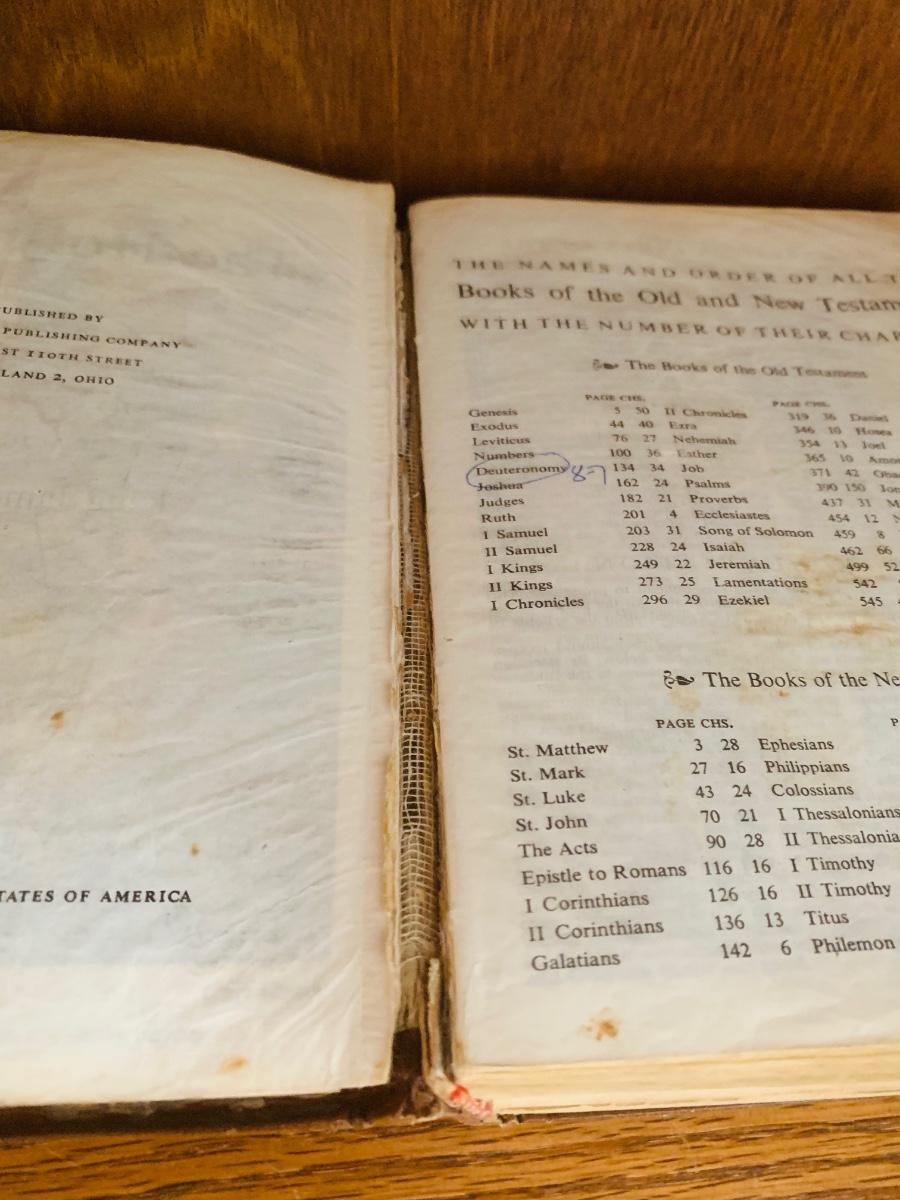 UBLISHED BY
PUBLISHING COMPANY
ST 110TH STREET
LAND 2, OHIO
TATES OF AMERICA
THE NAMES AND ORDER OF ALL T
Books of the Old and New Testam
WITH THE NUMBER OF THEIR CHAP
The Books of the Old Testament
PAGE CHS. PAGE CHS.
Genesis 5 50 II Chronicles 319 36 Daniel
Exodus 44 40 Ezra 346 10 Hosea
Leviticus 76 27 Nehemiah 354 13 Joel
Numbers 100 36 Esther 365 10 Amo
Deuteronomy 8-7 134 34 Job 371 42 Oba
Joshua 162 24 Psalms 390 150 Jon
Judges 182 21 Proverbs 437 31 M
Ruth 201 4 Ecclesiastes 454 12 N
I Samuel 203 31 Song of Solomon 459 8
II Samuel 228 24 Isaiah 462 66
I Kings 249 22 Jeremiah 499 52
II Kings 273 25 Lamentations 542
I Chronicles 296 29 Ezekiel 545
The Books of the Ne
PAGE CHS. P
St. Matthew 3 28 Ephesians
St. Mark 27 16 Philippians
St. Luke 43 24 Colossians
St. John 70 21 I Thessalonians
The Acts 90 28 II Thessalonia
Epistle to Romans 116 16 I Timothy
I Corinthians 126 16 II Timothy
II Corinthians 136 13 Titus
Galatians 142 6 Philemon